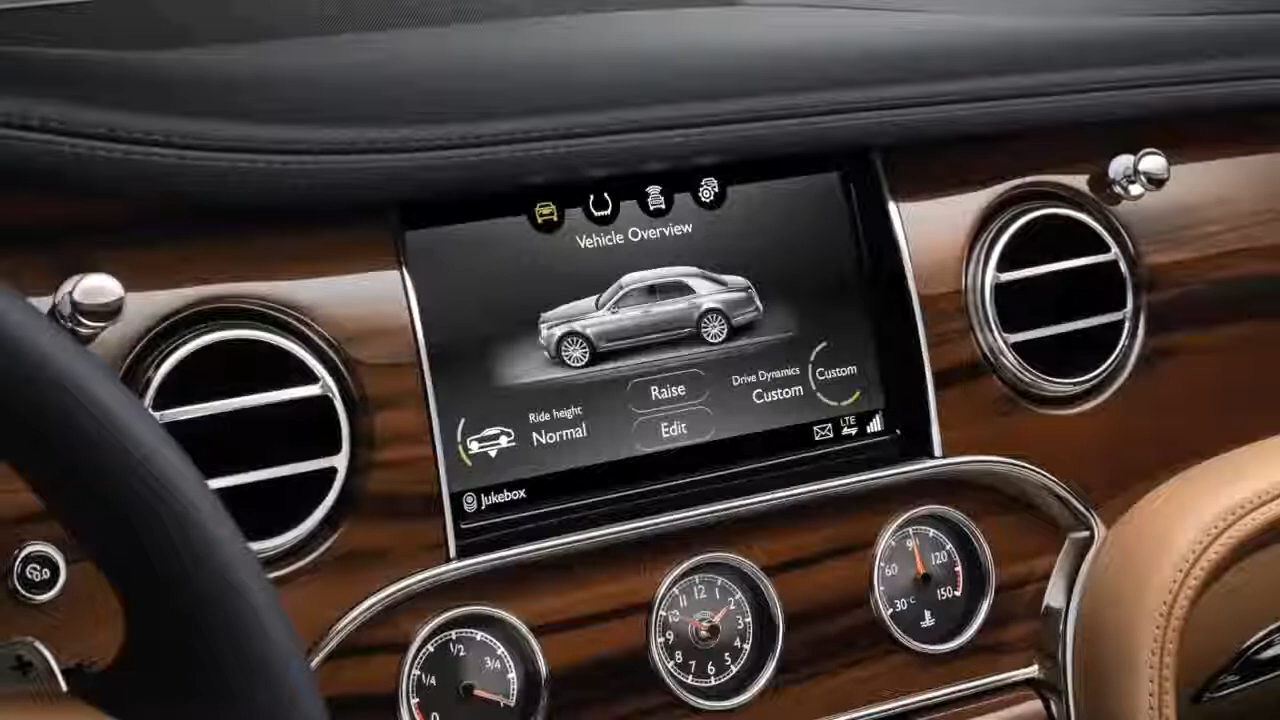 Vehicle Overview
Raise
Drive Dynamics
Custom
Custom
Ride height
Normal
Edit
LTE
Jukebox
1/4
1/2
3/4
0
12
1
2
3
4
5
6
7
8
9
10
11
30°C
60
90
120
150